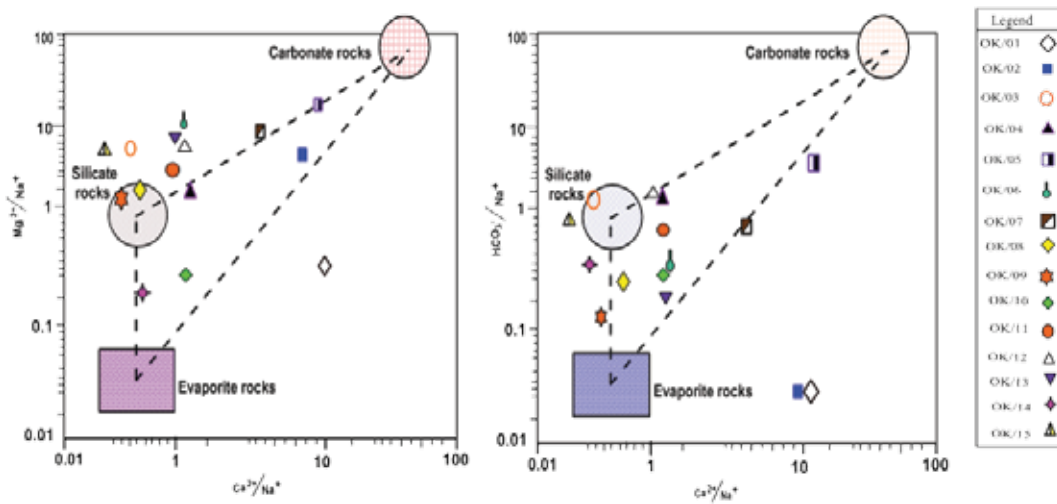 100
10
1
0.1
0.01
Mg²⁺/Na⁺
Carbonate rocks
Silicate
rocks
Evaporite rocks
0.01
1
10
100
Ca²⁺/Na⁺
100
10
1
0.1
0.01
HCO₃⁻/Na⁺
Carbonate rocks
Silicate
rocks
Evaporite rocks
0.01
1
10
100
Ca²⁺/Na⁺
Legend
OK/01
OK/02
OK/03
OK/04
OK/05
OK/06
OK/07
OK/08
OK/09
OK/10
OK/11
OK/12
OK/13
OK/14
OK/15